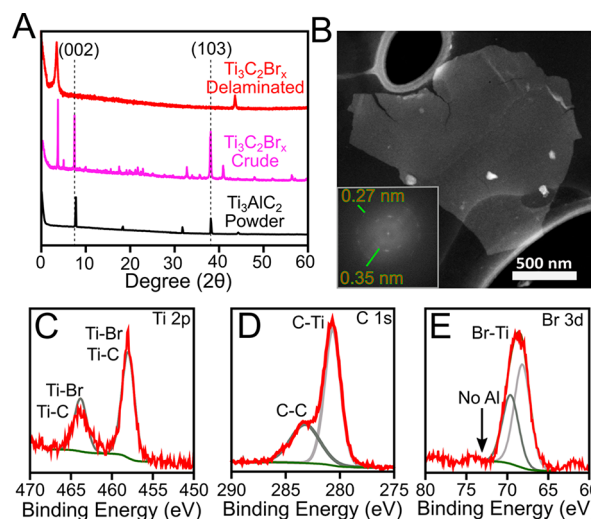 A
(002)
(103)
Ti₃C₂Brₓ
Delaminated
Ti₃C₂Brₓ
Crude
Ti₃AlC₂
Powder
0 10 20 30 40 50 60
Degree (2θ)
B
0.27 nm
0.35 nm
500 nm
C
Ti 2p
Ti-Br
Ti-C
Ti-Br
Ti-C
470 465 460 455 450
Binding Energy (eV)
D
C 1s
C-Ti
C-C
290 285 280 275
Binding Energy (eV)
E
Br 3d
Br-Ti
No Al
80 75 70 65 60
Binding Energy (eV)